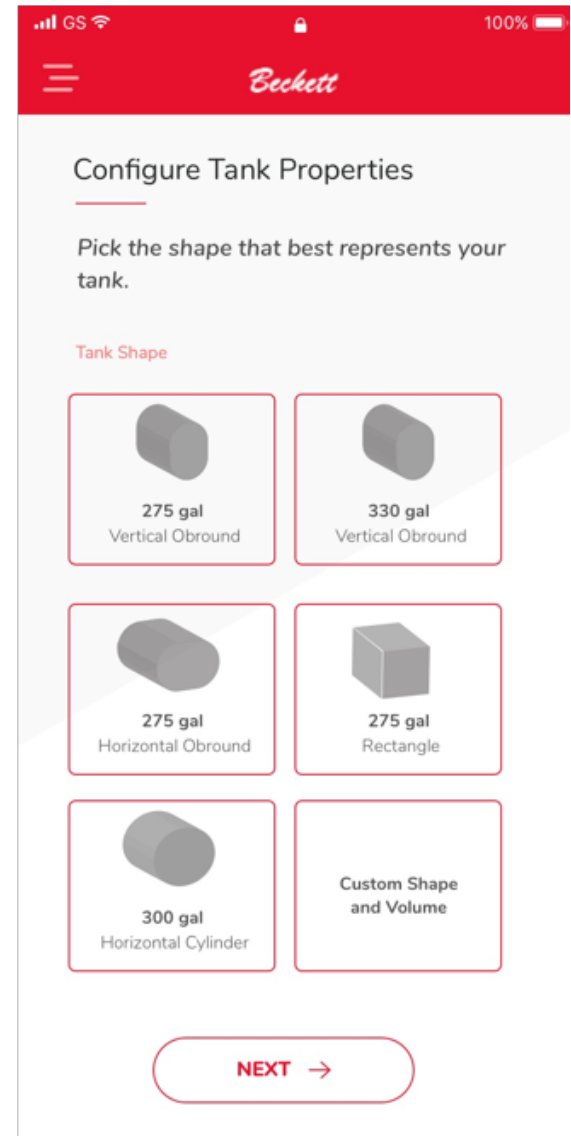 GS
100%
Beckett
Configure Tank Properties
Pick the shape that best represents your
tank.
Tank Shape
275 gal
Vertical Obround
330 gal
Vertical Obround
275 gal
Horizontal Obround
275 gal
Rectangle
300 gal
Horizontal Cylinder
Custom Shape
and Volume
NEXT →